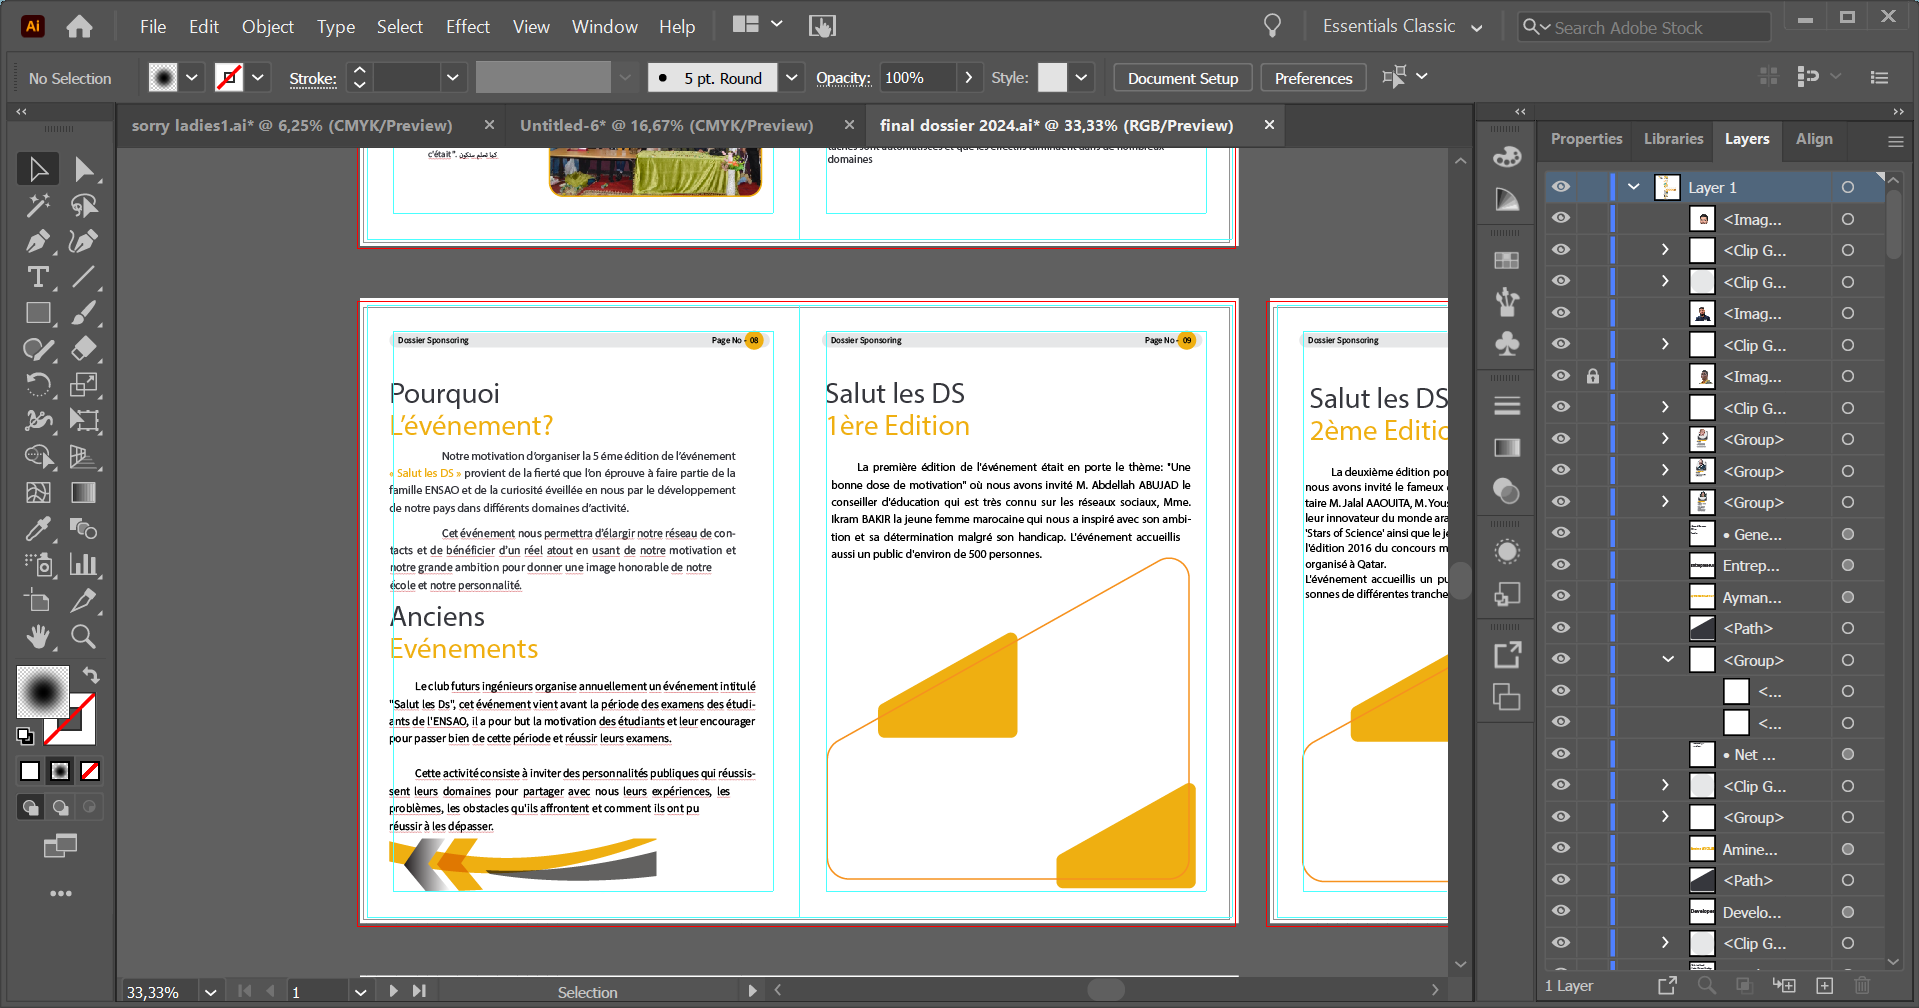 Ai
File Edit Object Type Select Effect View Window Help
Essentials Classic
Search Adobe Stock
No Selection
Stroke:
5 pt. Round
Opacity: 100%
Style:
Document Setup
Preferences
sorry ladies1.ai* @ 6,25% (CMYK/Preview)
Untitled-6* @ 16,67% (CMYK/Preview)
final dossier 2024.ai* @ 33,33% (RGB/Preview)
Properties Libraries Layers Align
c'était".
domaines
Dossier Sponsoring Page No - 08
Pourquoi
L'événement?
Notre motivation d'organiser la 5 éme édition de l'événement
« Salut les DS » provient de la fierté que l'on éprouve à faire partie de la
famille ENSAO et de la curiosité éveillée en nous par le développement
de notre pays dans différents domaines d'activité.
Cet événement nous permettra d'élargir notre réseau de con-
tacts et de bénéficier d'un réel atout en usant de notre motivation et
notre grande ambition pour donner une image honorable de notre
école et notre personnalité.
Anciens
Evénements
Le club futurs ingénieurs organise annuellement un événement intitulé
"Salut les Ds", cet événement vient avant la période des examens des étudi-
ants de l'ENSAO, il a pour but la motivation des étudiants et leur encourager
pour passer bien de cette période et réussir leurs examens.
Cette activité consiste à inviter des personnalités publiques qui réussis-
sent leurs domaines pour partager avec nous leurs expériences, les
problèmes, les obstacles qu'ils affrontent et comment ils ont pu
réussir à les dépasser.
Dossier Sponsoring Page No - 09
Salut les DS
1ère Edition
La première édition de l'événement était en porte le thème: "Une
bonne dose de motivation" où nous avons invité M. Abdellah ABUJAD le
conseiller d'éducation qui est très connu sur les réseaux sociaux, Mme.
Ikram BAKIR la jeune femme marocaine qui nous a inspiré avec son ambi-
tion et sa détermination malgré son handicap. L'événement accueillis
aussi un public d'environ de 500 personnes.
Dossier Sponsoring
Salut les DS
2ème Editio
La deuxième édition por
nous avons invité le fameux
taire M. Jalal AAOUITA, M. Yous
leur innovateur du monde ara
'Stars of Science' ainsi que le je
l'édition 2016 du concours m
organisé à Qatar.
L'événement accueillis un pu
sonnes de différentes tranche
Layer 1
<Imag...
<Clip G...
<Clip G...
<Imag...
<Clip G...
<Imag...
<Clip G...
<Group>
<Group>
<Group>
• Gene...
Entrep...
Ayman...
<Path>
<Group>
<...
<...
• Net ...
<Clip G...
<Group>
Amine...
<Path>
Develo...
<Clip G...
1 Layer
33,33%
1
Selection